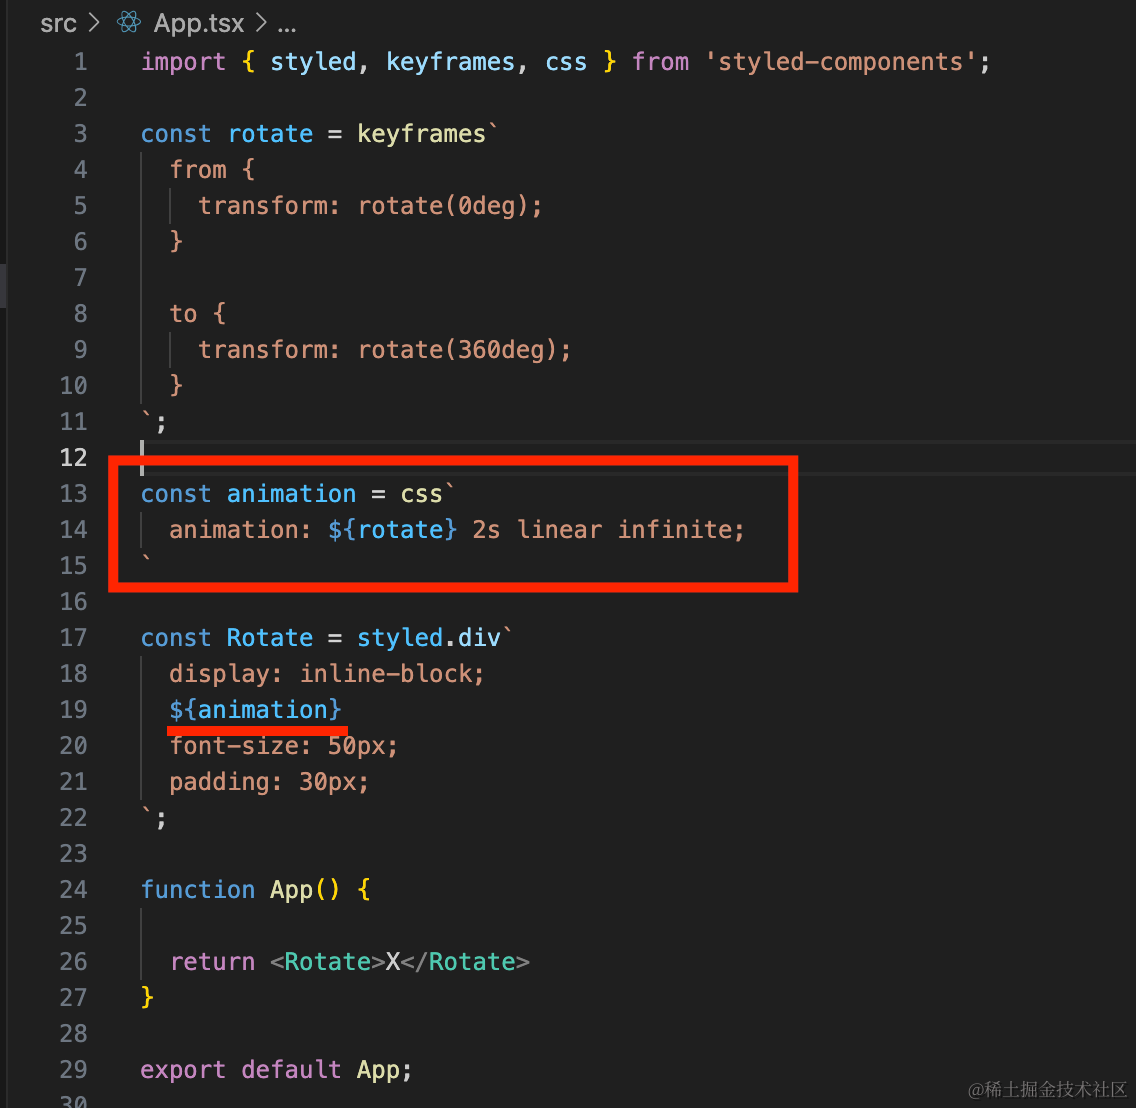 src > App.tsx > ...
1 import { styled, keyframes, css } from 'styled-components';
2
3 const rotate = keyframes`
4 from {
5 transform: rotate(0deg);
6 }
7
8 to {
9 transform: rotate(360deg);
10 }
11 `;
12
13 const animation = css`
14 animation: ${rotate} 2s linear infinite;
15 `
16
17 const Rotate = styled.div`
18 display: inline-block;
19 ${animation}
20 font-size: 50px;
21 padding: 30px;
22 `;
23
24 function App() {
25
26 return <Rotate>X</Rotate>
27 }
28
29 export default App;
30
@稀土掘金技术社区